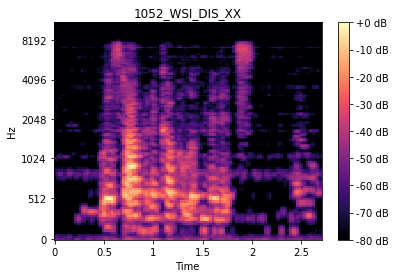 1052_WSI_DIS_XX
8192
4096
2048
1024
512
0
Hz
0
0.5
1
1.5
2
2.5
Time
+0 dB
-10 dB
-20 dB
-30 dB
-40 dB
-50 dB
-60 dB
-70 dB
-80 dB